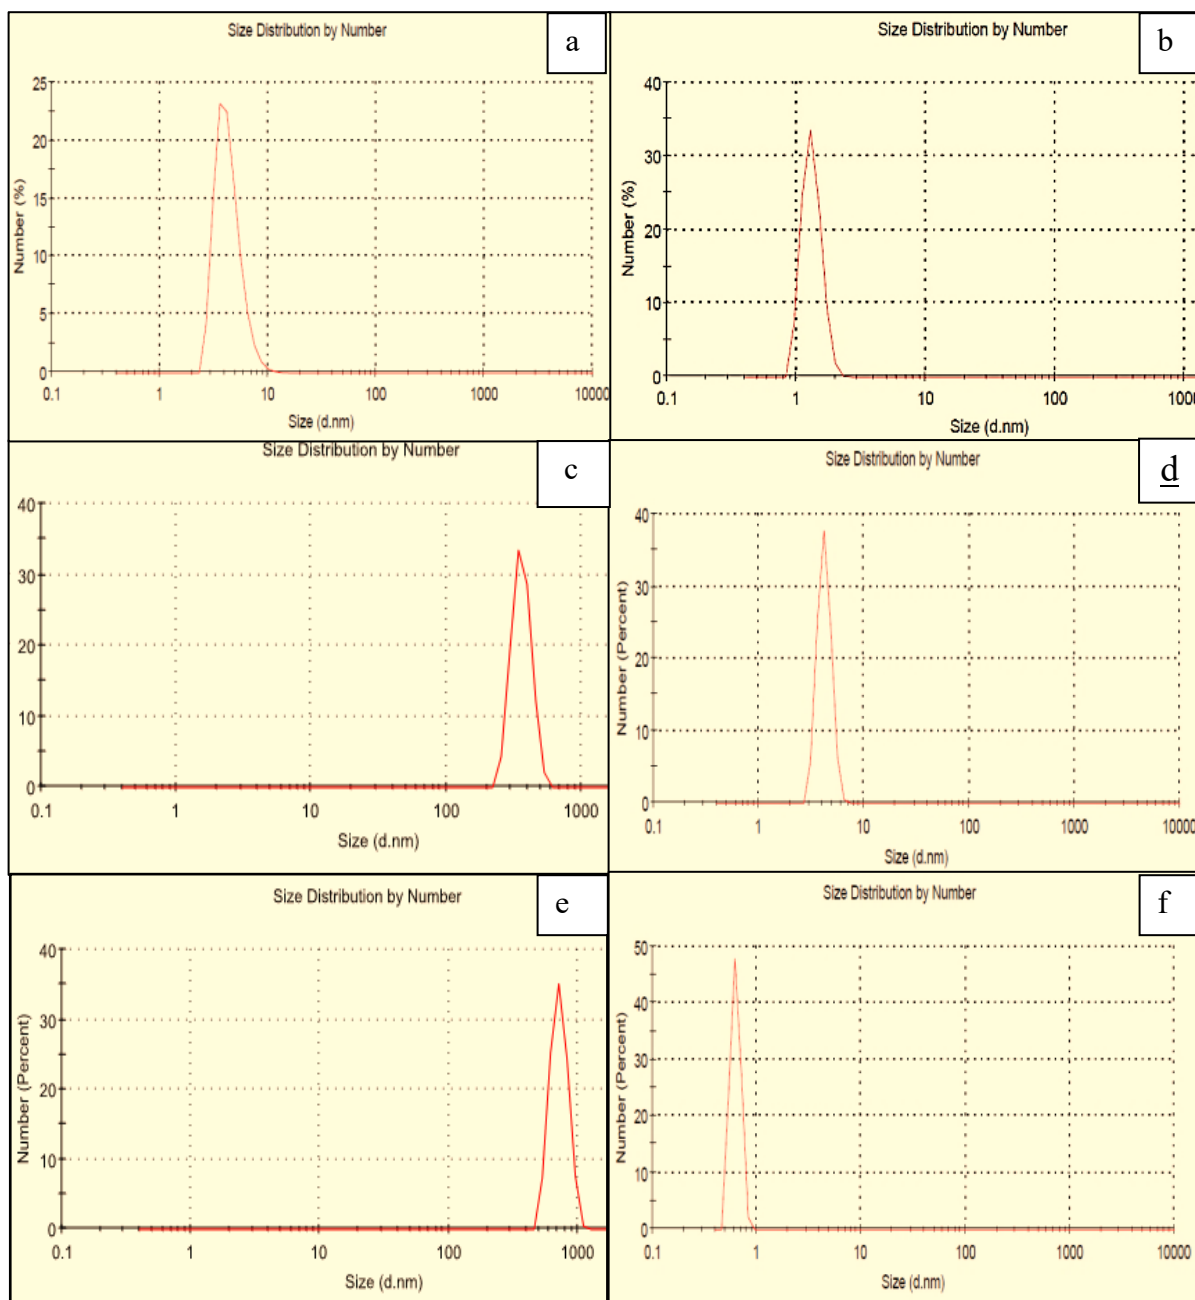 Size Distribution by Number
a
25
20
15
10
5
0
Number (%)
0.1 1 10 100 1000 10000
Size (d.nm)
Size Distribution by Number
b
40
30
20
10
0
Number (%)
0.1 1 10 100 1000
Size (d.nm)
Size Distribution by Number
c
40
30
20
10
0
0.1 1 10 100 1000
Size (d.nm)
Size Distribution by Number
d
40
30
20
10
0
Number (Percent)
0.1 1 10 100 1000 10000
Size (d.nm)
Size Distribution by Number
e
40
30
20
10
0
Number (Percent)
0.1 1 10 100 1000
Size (d.nm)
Size Distribution by Number
f
50
40
30
20
10
0
Number (Percent)
0.1 1 10 100 1000 10000
Size (d.nm)